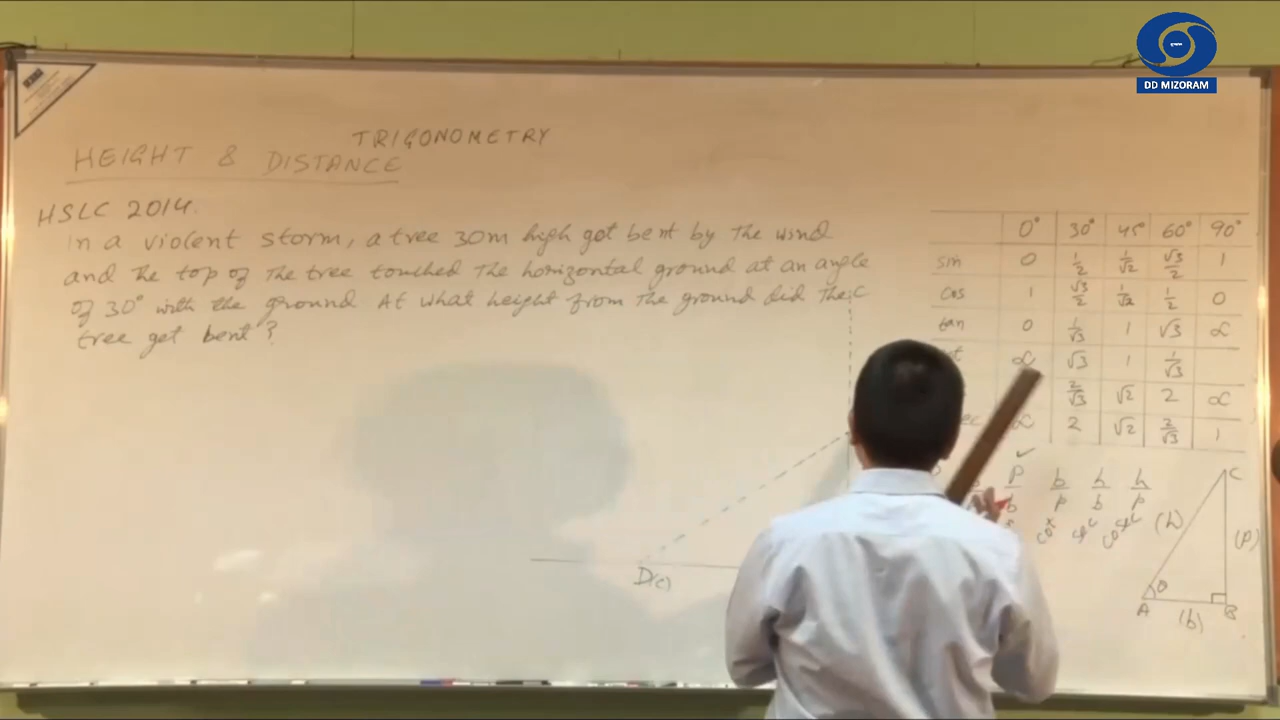 DD MIZORAM
TRIGONOMETRY
HEIGHT & DISTANCE
HSLC 2014.
In a violent storm, a tree 30m high got bent by The wind
and The top of The tree touched The horizontal ground at an angle
of 30° with the ground At what height from The ground did The
tree get bent?
C
D(C)
0° 30° 45° 60° 90°
sin 0 1/2 1/√2 √3/2 1
cos 1 √3/2 1/√2 1/2 0
tan 0 1/√3 1 √3 ∝
∝ √3 1 1/√3
2/√3 √2 2 ∝
∝ 2 √2 2/√3 1
✓
p/b b/p h/b h/p
C
(h) (p)
θ
A B
(b)